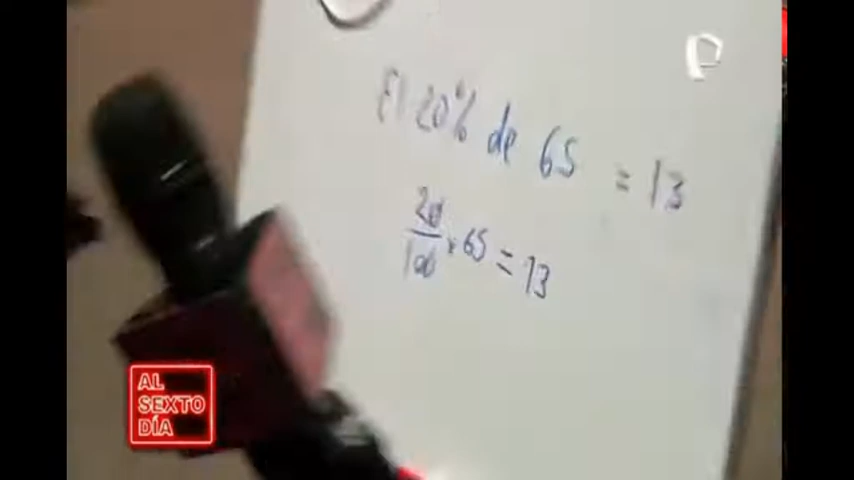 El 20% de 65 = 13
20
100 × 65 = 13
AL
SEXTO
DÍA
P